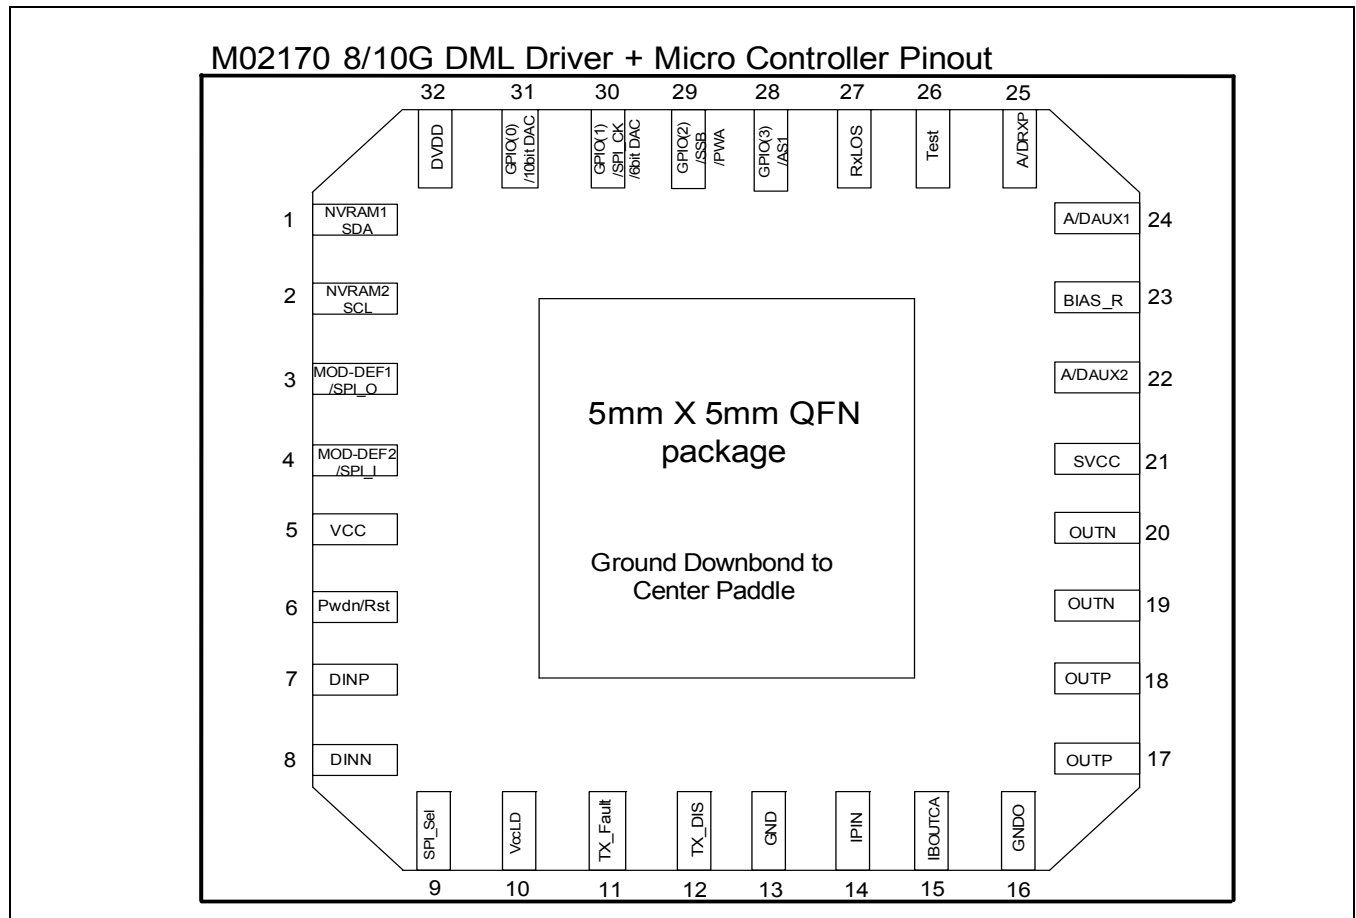 M02170 8/10G DML Driver + Micro Controller Pinout
32
31
30
29
28
27
26
25
DVDD
GPIO(0)
/10bit DAC
GPIO(1)
/SPI_CK
/6bit DAC
GPIO(2)
/SSB
/PWA
GPIO(3)
/AS1
RxLOS
Test
A/DRXP
1
NVRAM1
SDA
2
NVRAM2
SCL
3
MOD-DEF1
/SPI_O
4
MOD-DEF2
/SPI_I
5
VCC
6
Pwdn/Rst
7
DINP
8
DINN
5mm X 5mm QFN
package
Ground Downbond to
Center Paddle
A/DAUX1
24
BIAS_R
23
A/DAUX2
22
SVCC
21
OUTN
20
OUTN
19
OUTP
18
OUTP
17
SPI_Sel
VccLD
TX_Fault
TX_DIS
GND
IPIN
IBOUTCA
GNDO
9
10
11
12
13
14
15
16